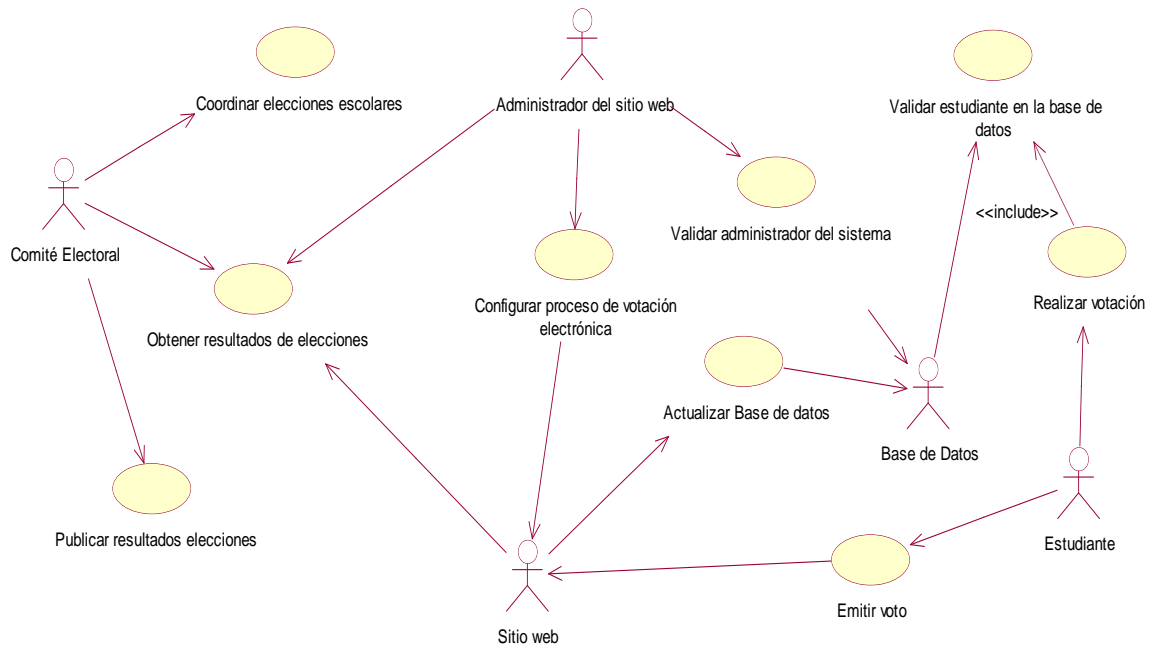 Coordinar elecciones escolares
Administrador del sitio web
Validar estudiante en la base de
datos
<<include>>
Validar administrador del sistema
Comité Electoral
Configurar proceso de votación
electrónica
Realizar votación
Obtener resultados de elecciones
Actualizar Base de datos
Base de Datos
Publicar resultados elecciones
Estudiante
Emitir voto
Sitio web